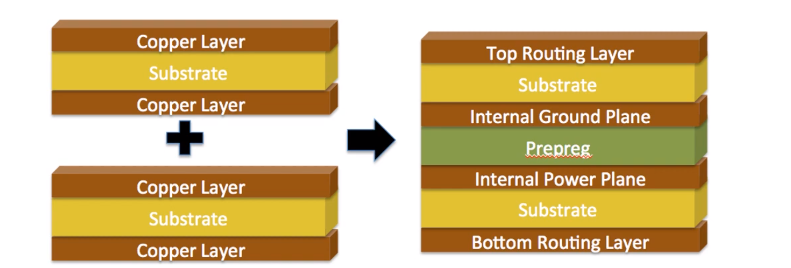 Copper Layer
Substrate
Copper Layer
Copper Layer
Substrate
Copper Layer
Top Routing Layer
Substrate
Internal Ground Plane
Prepreg
Internal Power Plane
Substrate
Bottom Routing Layer